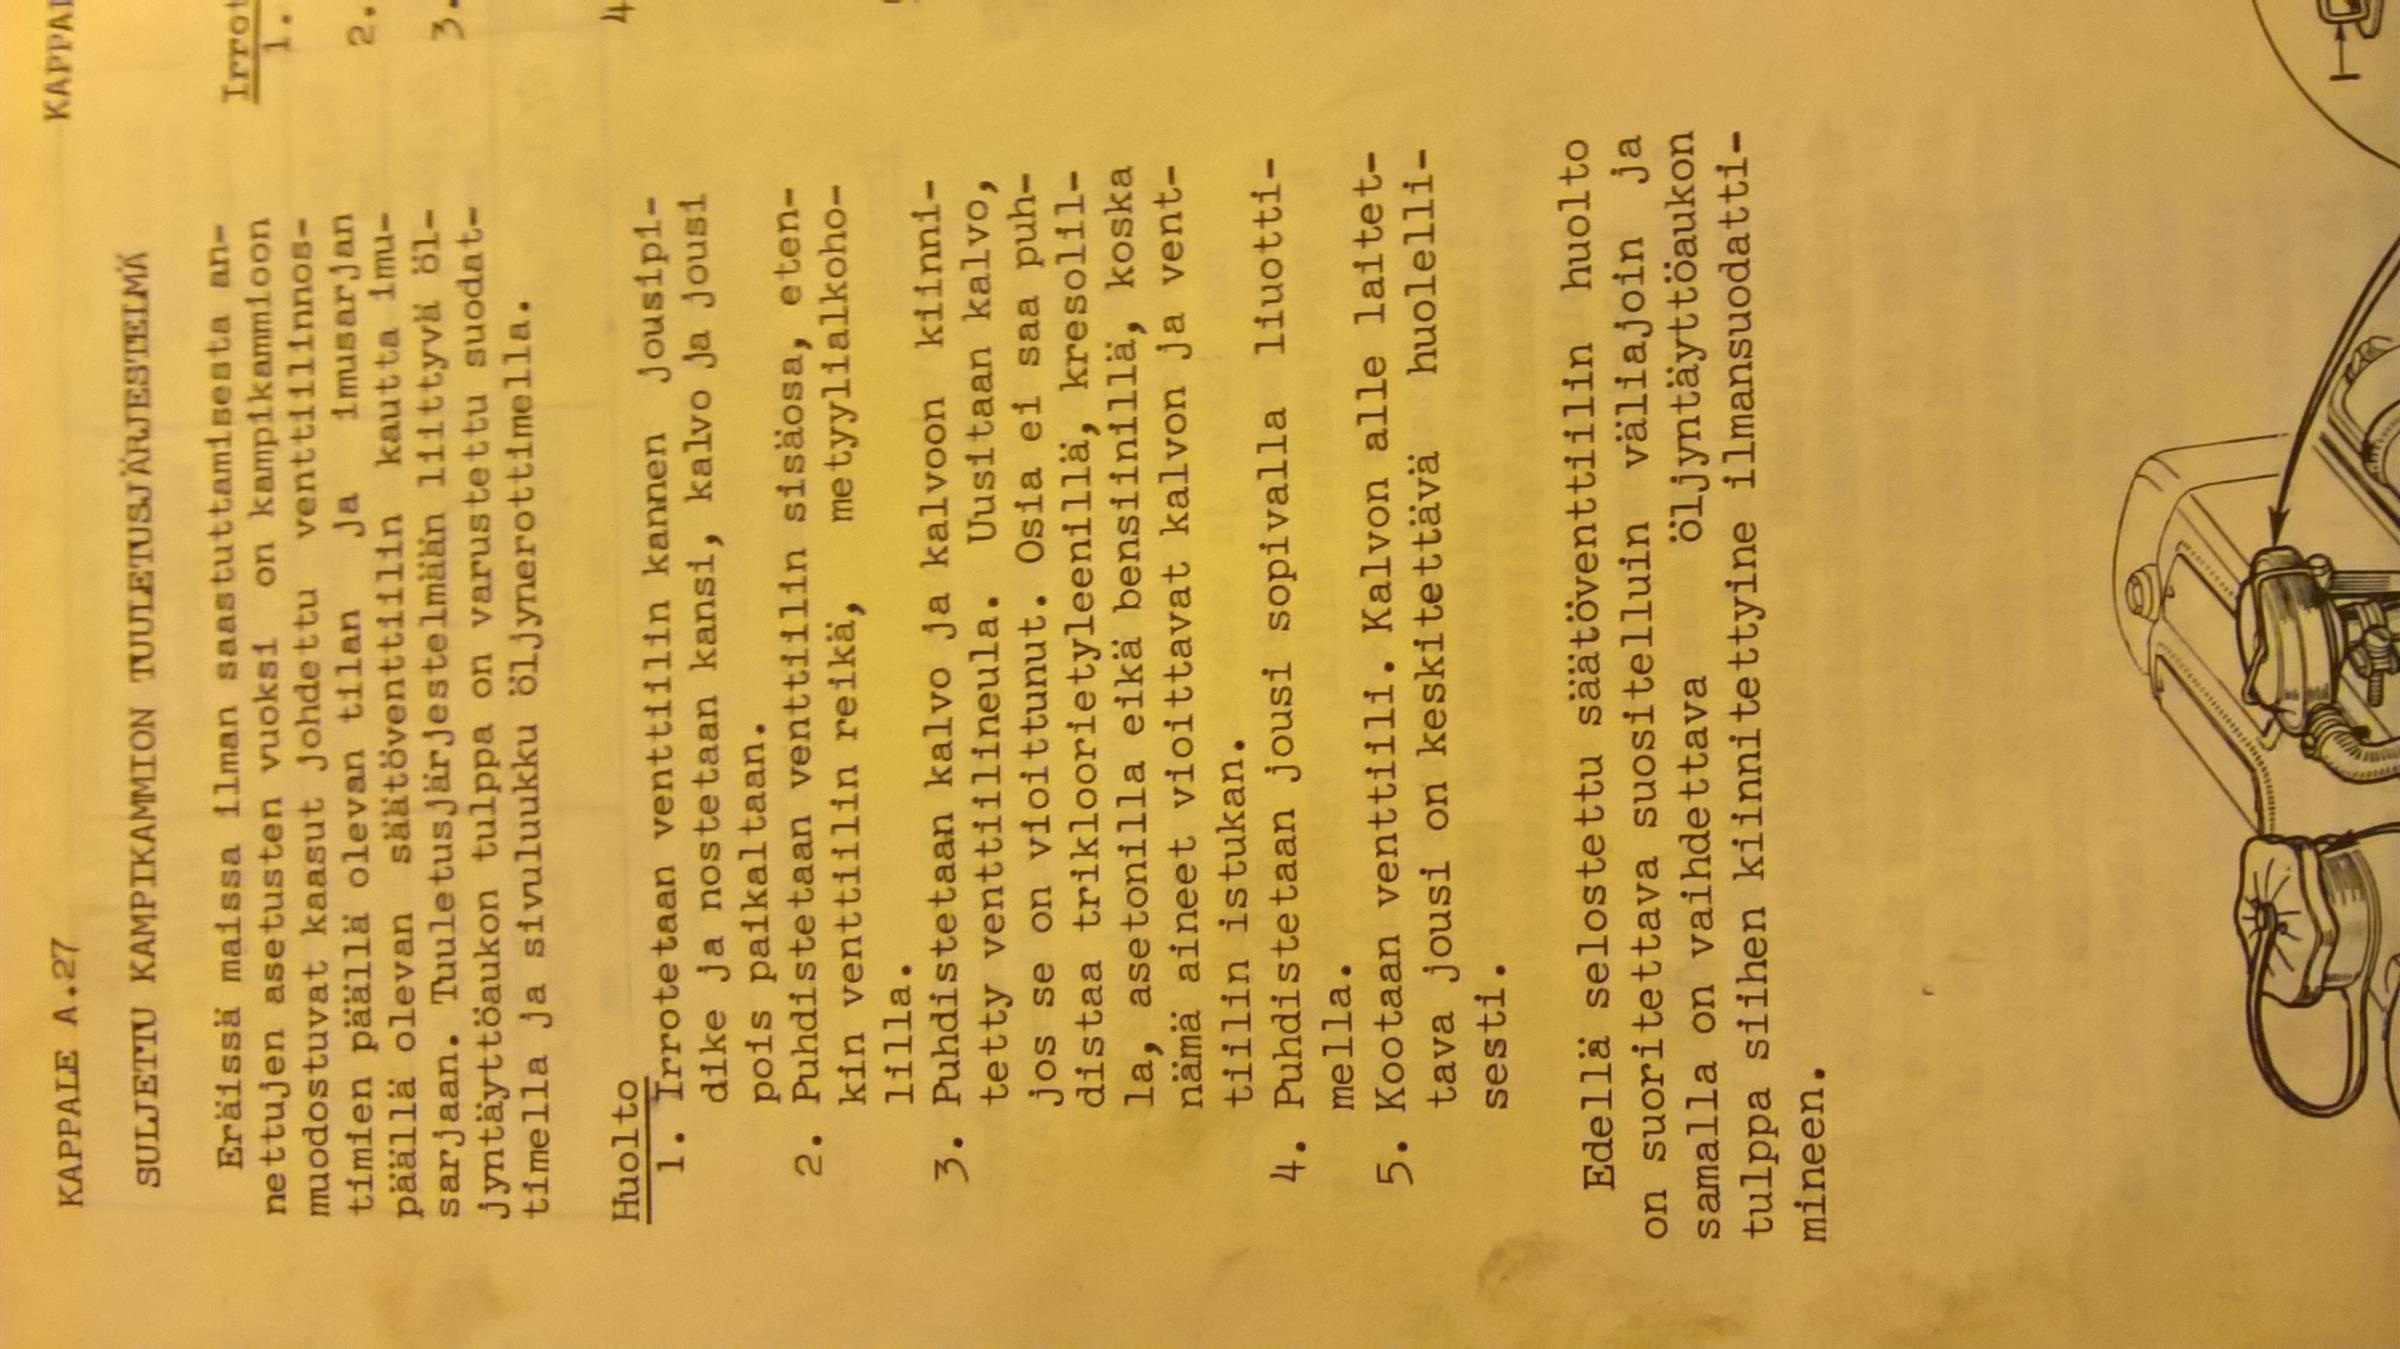 KAPPALE A.27
SULJETTU KAMPIKAMMION TUULETUSJÄRJESTELMÄ
Eräissä maissa ilman saastuttamisesta an-
nettujen asetusten vuoksi on kampikammioon
muodostuvat kaasut johdettu venttiilinnos-
timien päällä olevan tilan ja imusarjan
päällä olevan säätöventtiilin kautta imu-
sarjaan. Tuuletusjärjestelmään liittyvä öl-
jyntäyttöaukon tulppa on varustettu suodat-
timella ja sivuluukku öljynerottimella.
Huolto
1. Irrotetaan venttiilin kannen jousipi-
dike ja nostetaan kansi, kalvo ja jousi
pois paikaltaan.
2. Puhdistetaan venttiilin sisäosa, eten-
kin venttiilin reikä, metyylialkoho-
lilla.
3. Puhdistetaan kalvo ja kalvoon kiinni-
tetty venttiilineula. Uusitaan kalvo,
jos se on vioittunut. Osia ei saa puh-
distaa trikloorietyleenillä, kresolil-
la, asetonilla eikä bensiinillä, koska
nämä aineet vioittavat kalvon ja vent-
tiilin istukan.
4. Puhdistetaan jousi sopivalla liuotti-
mella.
5. Kootaan venttiili. Kalvon alle laitet-
tava jousi on keskitettävä huolelli-
sesti.
Edellä selostettu säätöventtiilin huolto
on suoritettava suositelluin väliajoin ja
samalla on vaihdettava öljyntäyttöaukon
tulppa siihen kiinnitettyine ilmansuodatti-
mineen.
1.
2.
3.
4